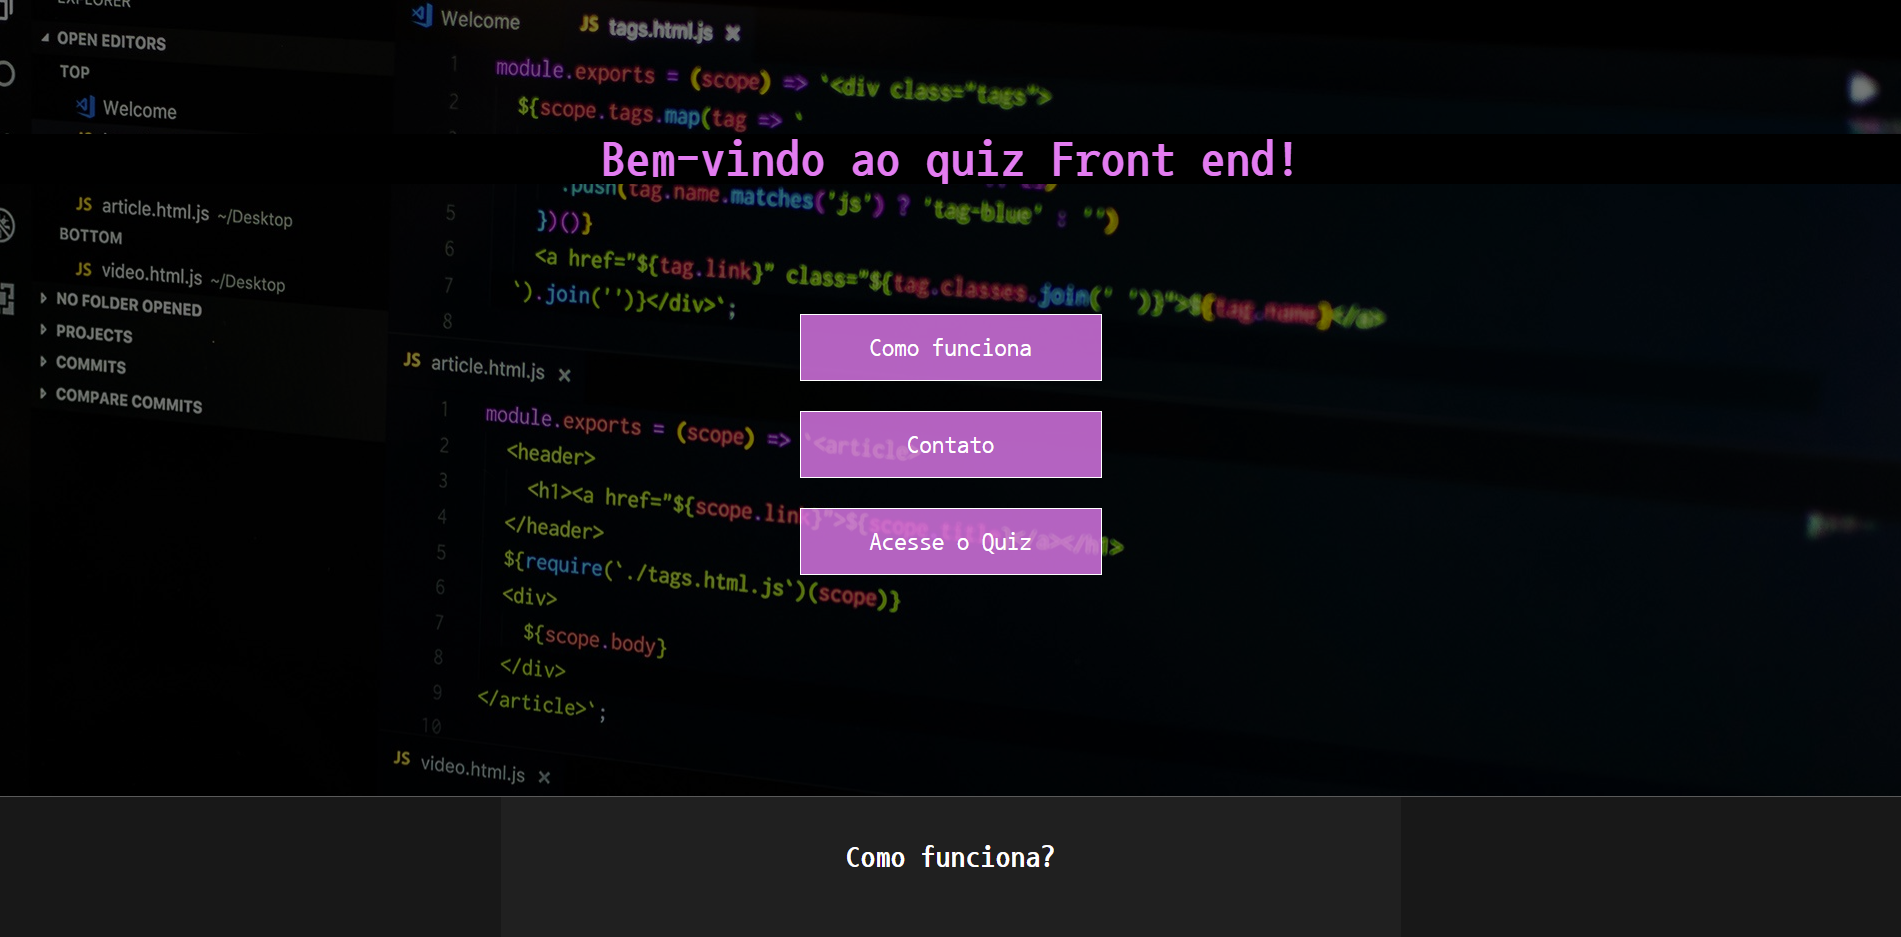 EXPLORER
OPEN EDITORS
TOP
Welcome
article.html.js ~/Desktop
BOTTOM
video.html.js ~/Desktop
NO FOLDER OPENED
PROJECTS
COMMITS
COMPARE COMMITS
Welcome
JS tags.html.js ×
1 module.exports = (scope) => `<div class="tags">
2 ${scope.tags.map(tag => `
Bem-vindo ao quiz Front end!
.push(tag.name.matches('js') ? 'tag-blue' : "")
5 })()}
6 <a href="${tag.link}" class="${tag.classes.join(" ")}">${tag.name}</a>
7 `).join('')}</div>`;
8
Como funciona
JS article.html.js ×
1 module.exports = (scope) => `<article>
2 <header>
3 <h1><a href="${scope.link}">${scope.title}</a></h1>
4 </header>
5 ${require(`./tags.html.js`)(scope)}
6 <div>
7 ${scope.body}
8 </div>
9 </article>`;
10
Contato
Acesse o Quiz
JS video.html.js ×
Como funciona?